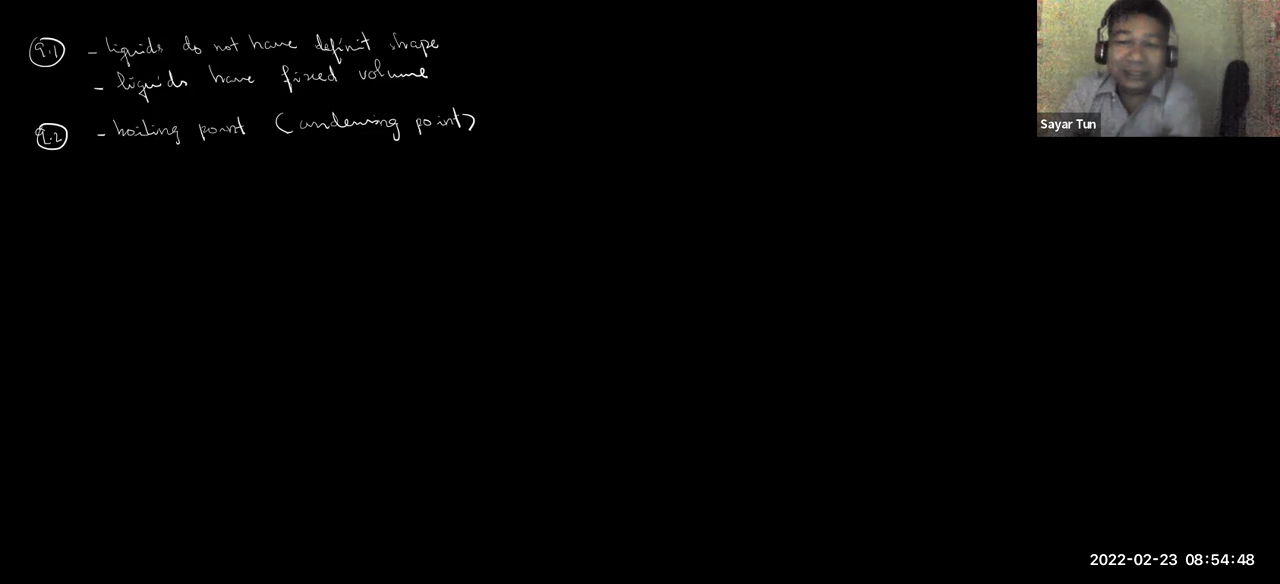 Q.1 - liquids do not have definit shape
- liquids have fixed volume
Q.2 - boiling point (condensing point)
Sayar Tun
2022-02-23 08:54:48